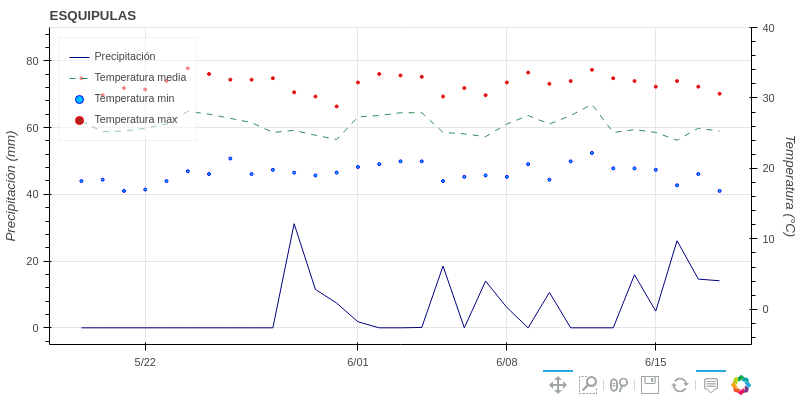 ESQUIPULAS
Precipitación
Temperatura media
Temperatura min
Temperatura max
Precipitación (mm)
80
60
40
20
0
Temperatura (°C)
40
30
20
10
0
5/22
6/01
6/08
6/15